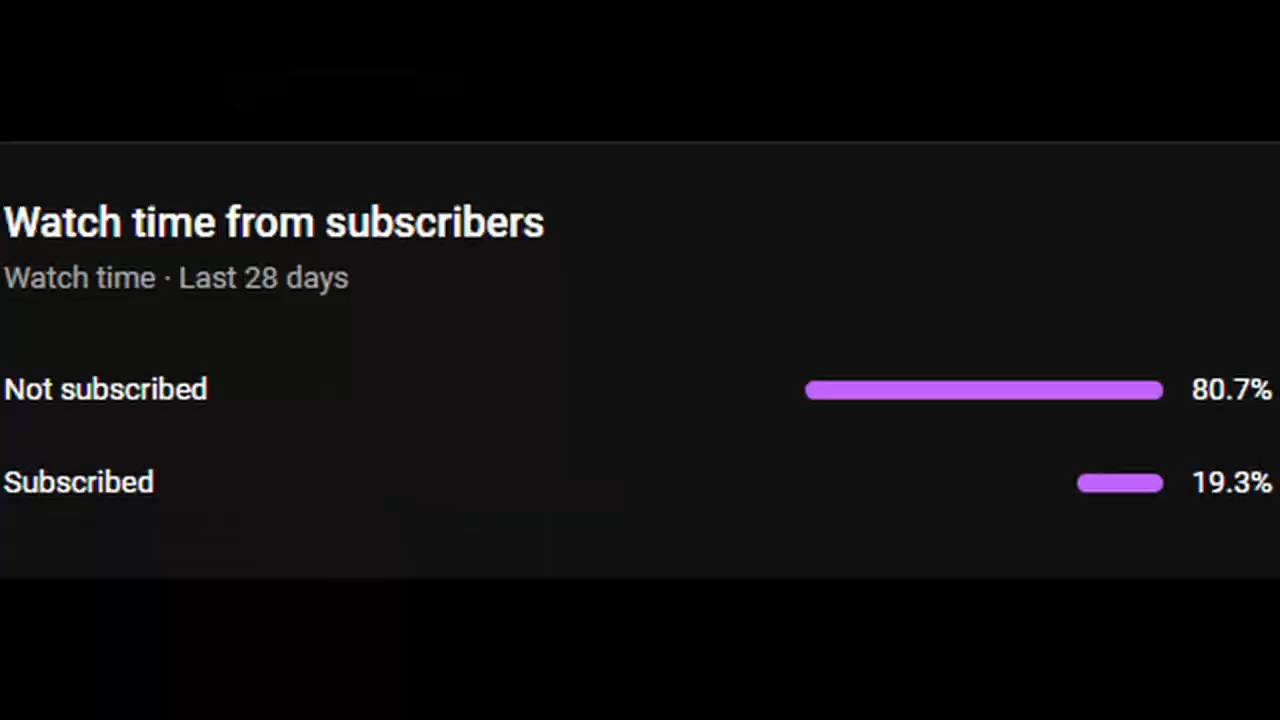 Watch time from subscribers
Watch time · Last 28 days
Not subscribed 80.7%
Subscribed 19.3%